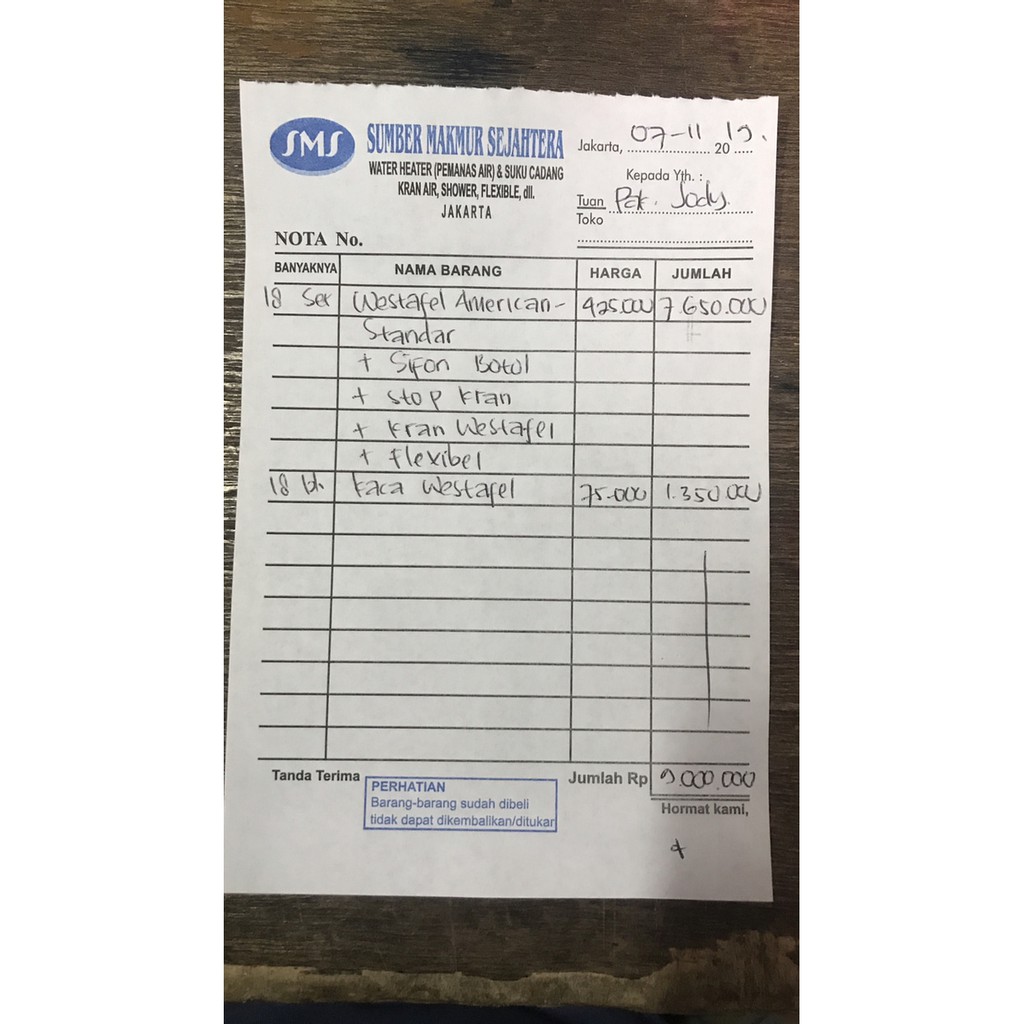 SMS
SUMBER MAKMUR SEJAHTERA
WATER HEATER (PEMANAS AIR) & SUKU CADANG
KRAN AIR, SHOWER, FLEXIBLE, dll.
JAKARTA
Jakarta, 07-11 20 19.
Kepada Yth. :
Tuan Pak. Jody.
Toko
NOTA No.
BANYAKNYA NAMA BARANG HARGA JUMLAH
18 Set Westafel American- 425.000 7.650.000
Standar
+ Sifon Botol
+ stop kran
+ kran Westafel
+ Flexibel
18 bh. kaca Westafel 75.000 1.350.000
Tanda Terima
Jumlah Rp 9.000.000
PERHATIAN
Barang-barang sudah dibeli
tidak dapat dikembalikan/ditukar
Hormat kami,